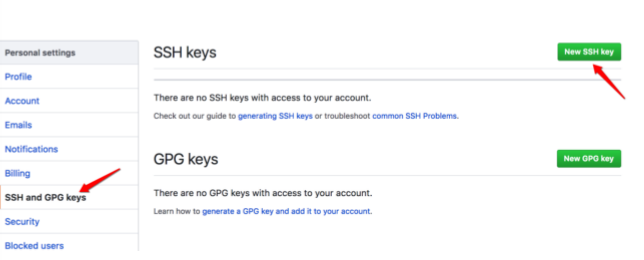 Personal settings
Profile
Account
Emails
Notifications
Billing
SSH and GPG keys
Security
Blocked users
SSH keys
New SSH key
There are no SSH keys with access to your account.
Check out our guide to generating SSH keys or troubleshoot common SSH Problems.
GPG keys
New GPG key
There are no GPG keys with access to your account.
Learn how to generate a GPG key and add it to your account.